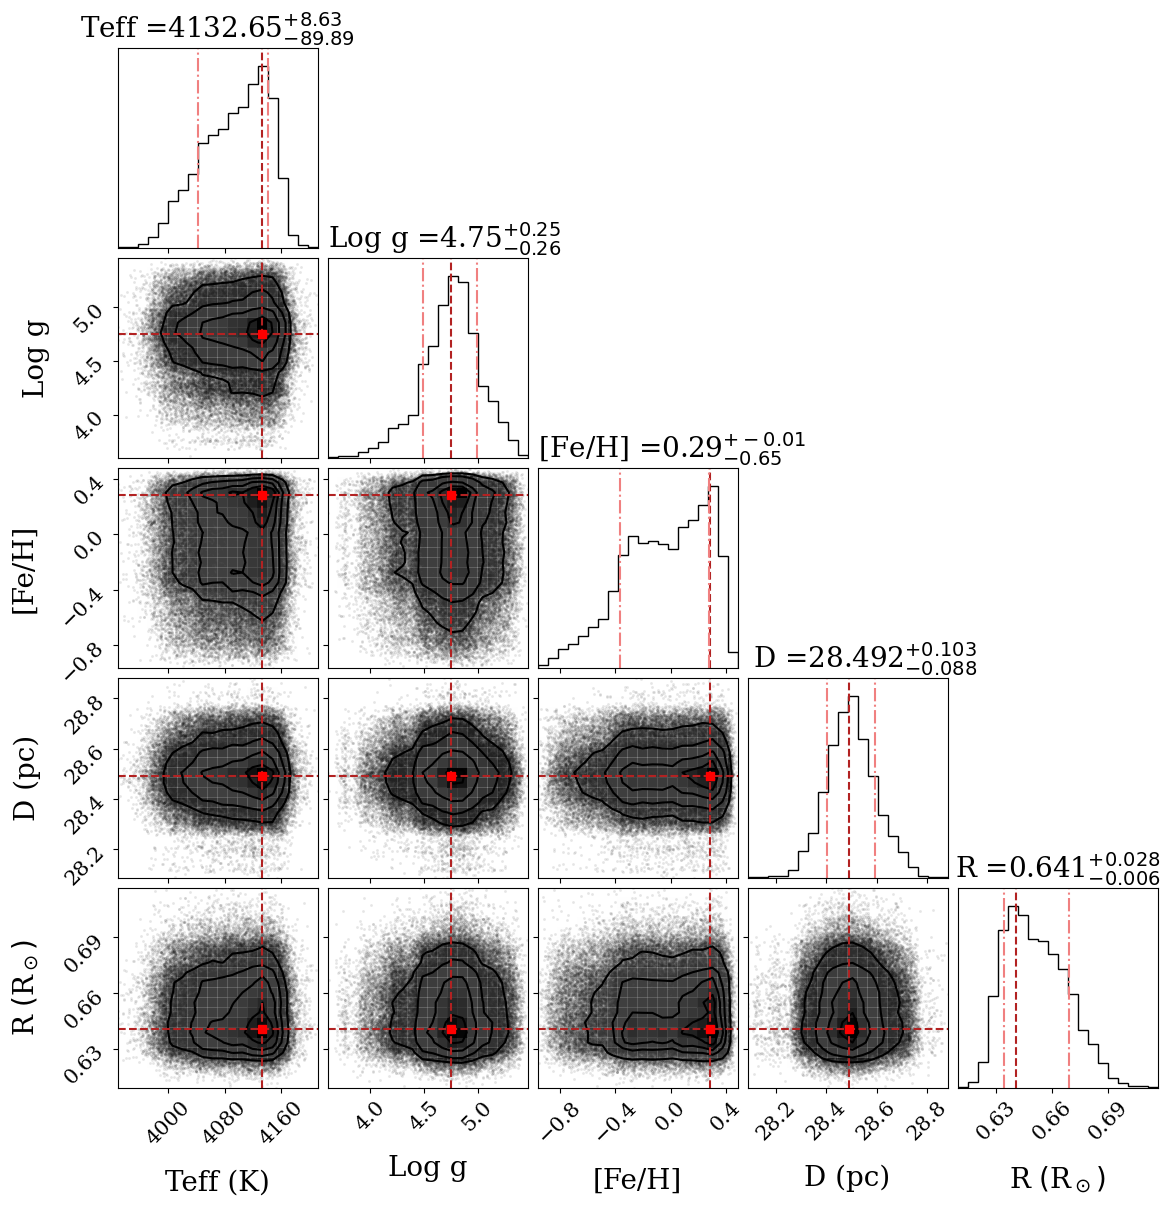 Teff =4132.65+8.63−89.89
Log g =4.75+0.25−0.26
5.0
4.5
4.0
Log g
[Fe/H] =0.29+−0.01−0.65
0.4
0.0
−0.4
−0.8
[Fe/H]
D =28.492+0.103−0.088
28.8
28.6
28.4
28.2
D (pc)
R =0.641+0.028−0.006
0.69
0.66
0.63
R (R⊙)
4000 4080 4160
4.0 4.5 5.0
−0.8 −0.4 0.0 0.4
28.2 28.4 28.6 28.8
0.63 0.66 0.69
Teff (K)
Log g
[Fe/H]
D (pc)
R (R⊙)